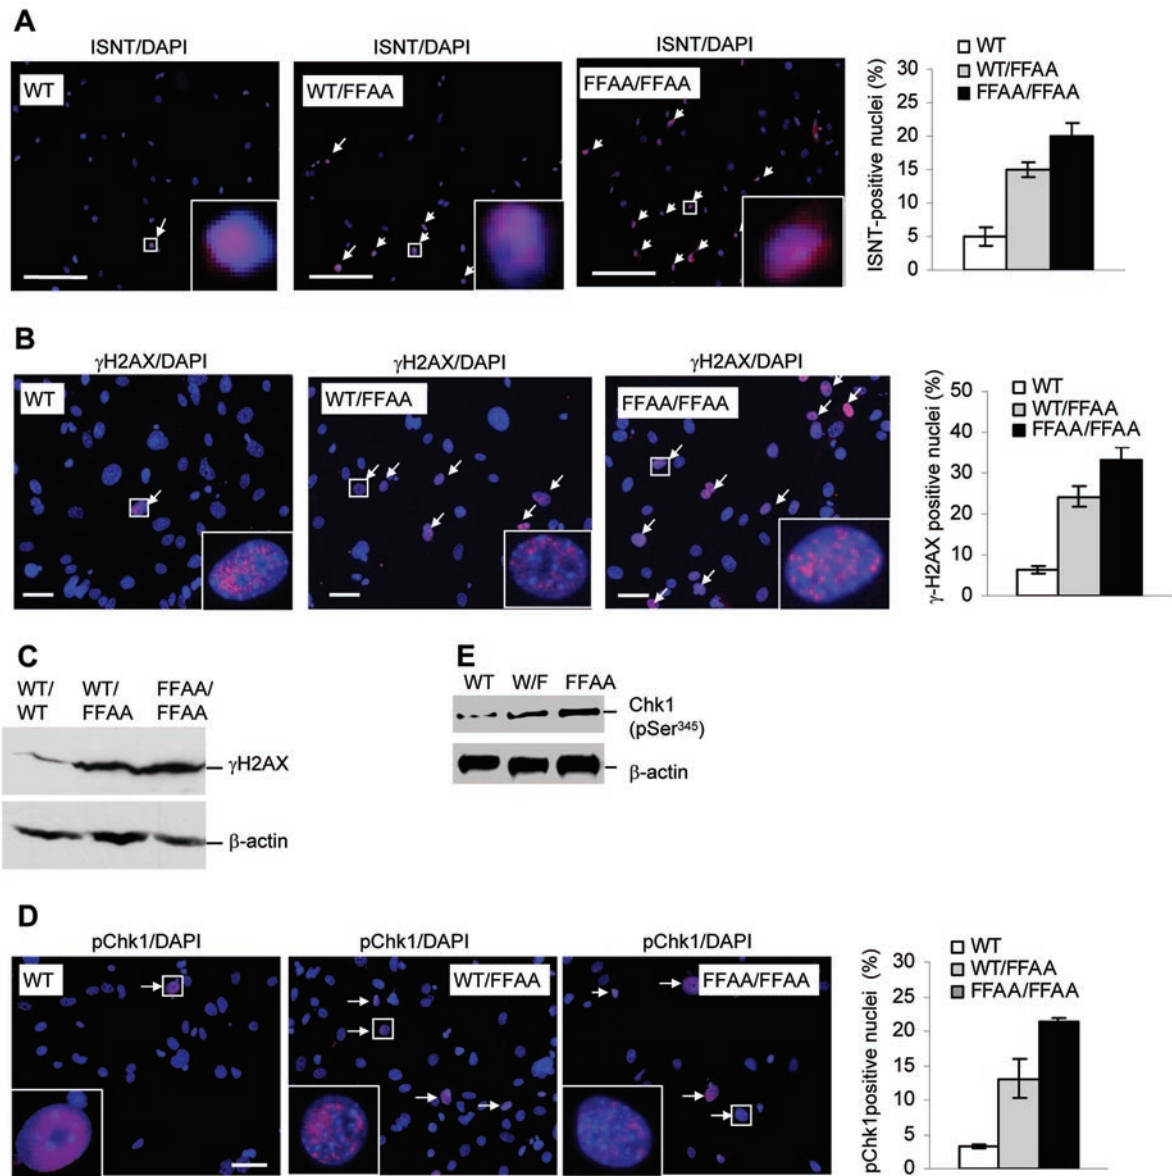 A
ISNT/DAPI
ISNT/DAPI
ISNT/DAPI
WT
WT/FFAA
FFAA/FFAA
WT
WT/FFAA
FFAA/FFAA
ISNT-positive nuclei (%)
30
25
20
15
10
5
0
B
γH2AX/DAPI
γH2AX/DAPI
γH2AX/DAPI
WT
WT/FFAA
FFAA/FFAA
WT
WT/FFAA
FFAA/FFAA
γ-H2AX positive nuclei (%)
50
40
30
20
10
0
C
WT/ WT/ FFAA/
WT FFAA FFAA
γH2AX
β-actin
E
WT W/F FFAA
Chk1
(pSer³⁴⁵)
β-actin
D
pChk1/DAPI
pChk1/DAPI
pChk1/DAPI
WT
WT/FFAA
FFAA/FFAA
WT
WT/FFAA
FFAA/FFAA
pChk1positive nuclei (%)
30
25
20
15
10
5
0